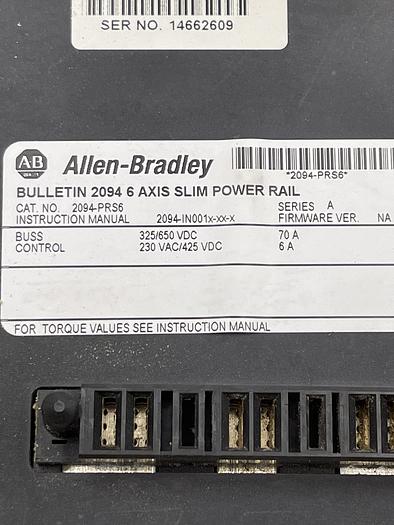 SER NO. 14662609
AB Allen-Bradley
*2094-PRS6*
BULLETIN 2094 6 AXIS SLIM POWER RAIL
CAT. NO. 2094-PRS6 SERIES A
INSTRUCTION MANUAL 2094-IN001x-xx-x FIRMWARE VER. NA
BUSS 325/650 VDC 70 A
CONTROL 230 VAC/425 VDC 6 A
FOR TORQUE VALUES SEE INSTRUCTION MANUAL